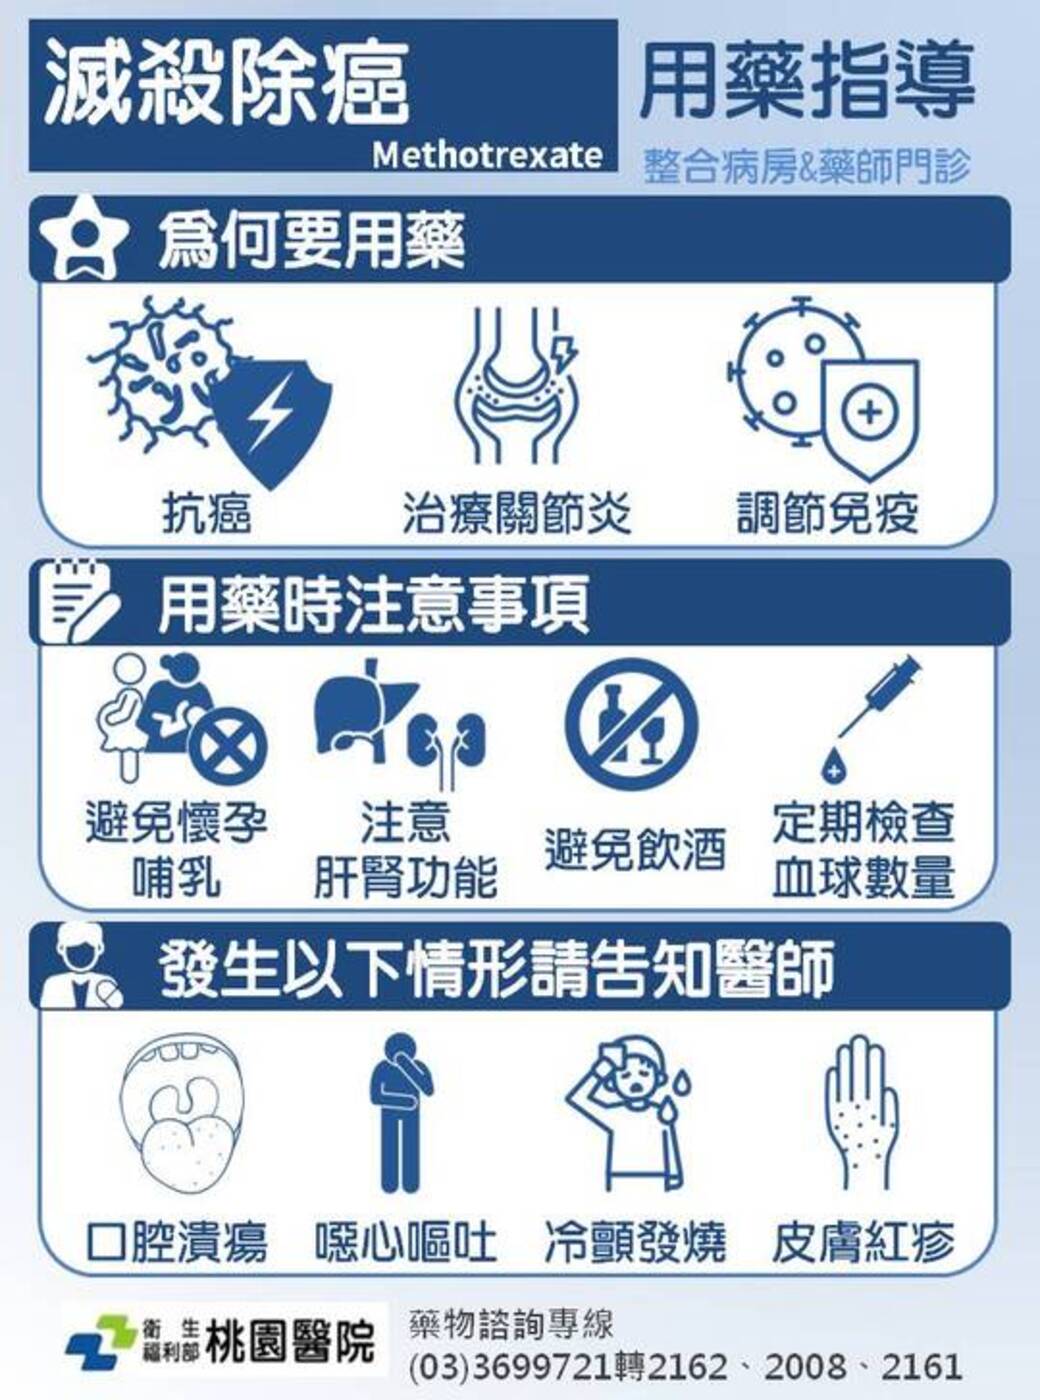 滅殺除癌
Methotrexate
用藥指導
整合病房&藥師門診
為何要用藥
抗癌
治療關節炎
調節免疫
用藥時注意事項
避免懷孕
哺乳
注意
肝腎功能
避免飲酒
定期檢查
血球數量
發生以下情形請告知醫師
口腔潰瘍
噁心嘔吐
冷顫發燒
皮膚紅疹
衛生
福利部
桃園醫院
藥物諮詢專線
(03)3699721轉2162、2008、2161